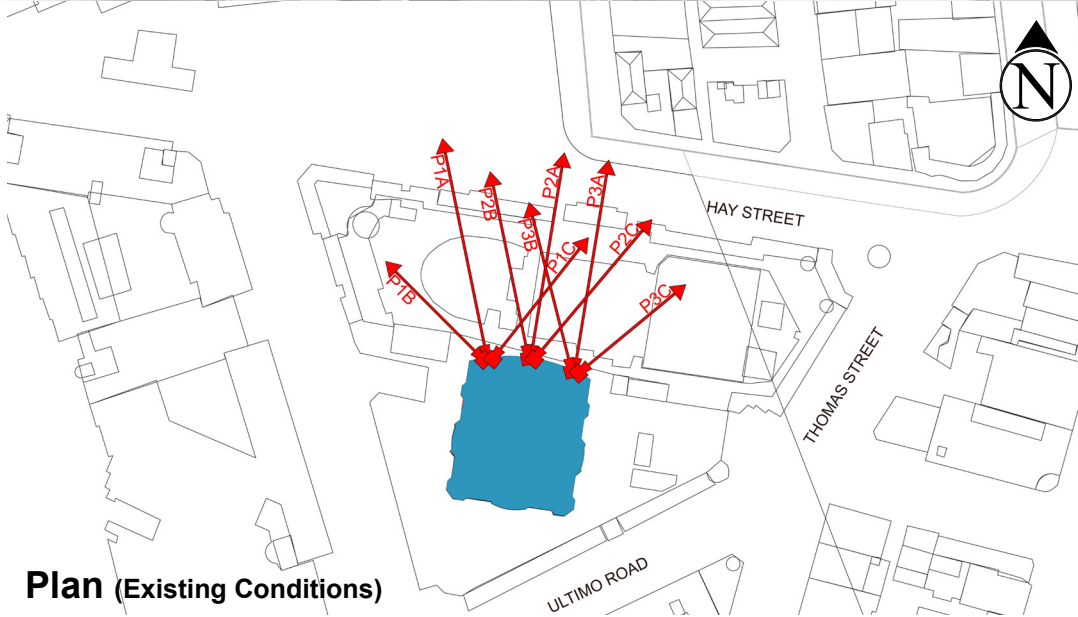 N
P1A
P2B
P2A
P3A
P3B
P1C
P2C
P1B
P3C
HAY STREET
THOMAS STREET
ULTIMO ROAD
Plan (Existing Conditions)